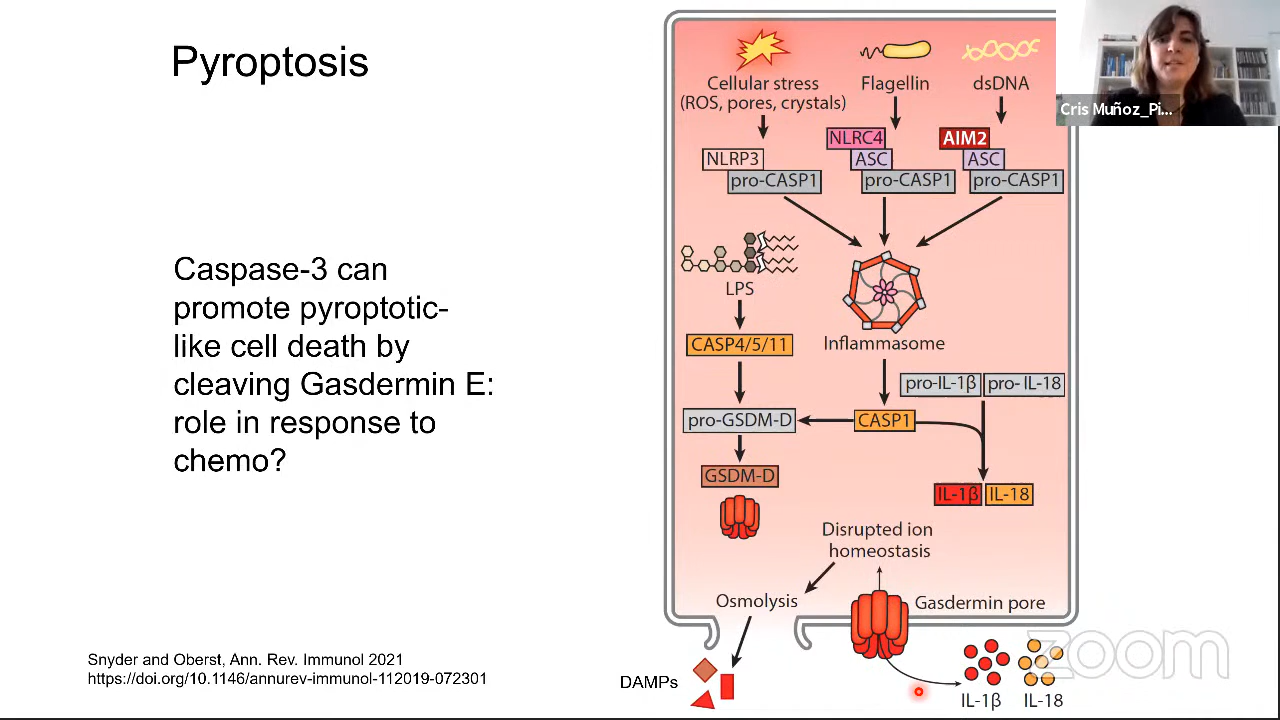 Pyroptosis
Caspase-3 can
promote pyroptotic-
like cell death by
cleaving Gasdermin E:
role in response to
chemo?
Snyder and Oberst, Ann. Rev. Immunol 2021
https://doi.org/10.1146/annurev-immunol-112019-072301
Cellular stress
(ROS, pores, crystals)
Flagellin
dsDNA
NLRP3
pro-CASP1
NLRC4
ASC
pro-CASP1
AIM2
ASC
pro-CASP1
LPS
CASP4/5/11
Inflammasome
pro-IL-1β
pro- IL-18
pro-GSDM-D
CASP1
GSDM-D
IL-1β
IL-18
Disrupted ion
homeostasis
Osmolysis
Gasdermin pore
DAMPs
IL-1β
IL-18
Cris Muñoz_Pi...
zoom